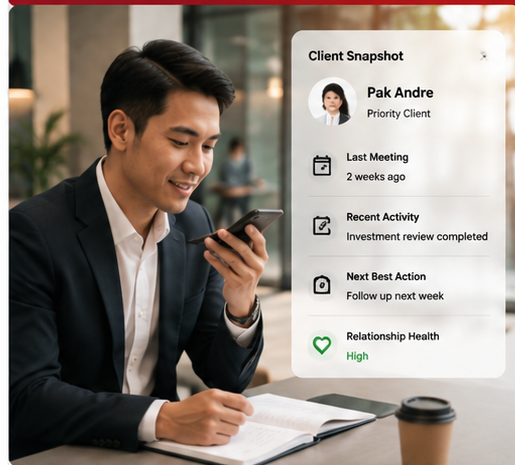 Client Snapshot
Pak Andre
Priority Client
Last Meeting
2 weeks ago
Recent Activity
Investment review completed
Next Best Action
Follow up next week
Relationship Health
High